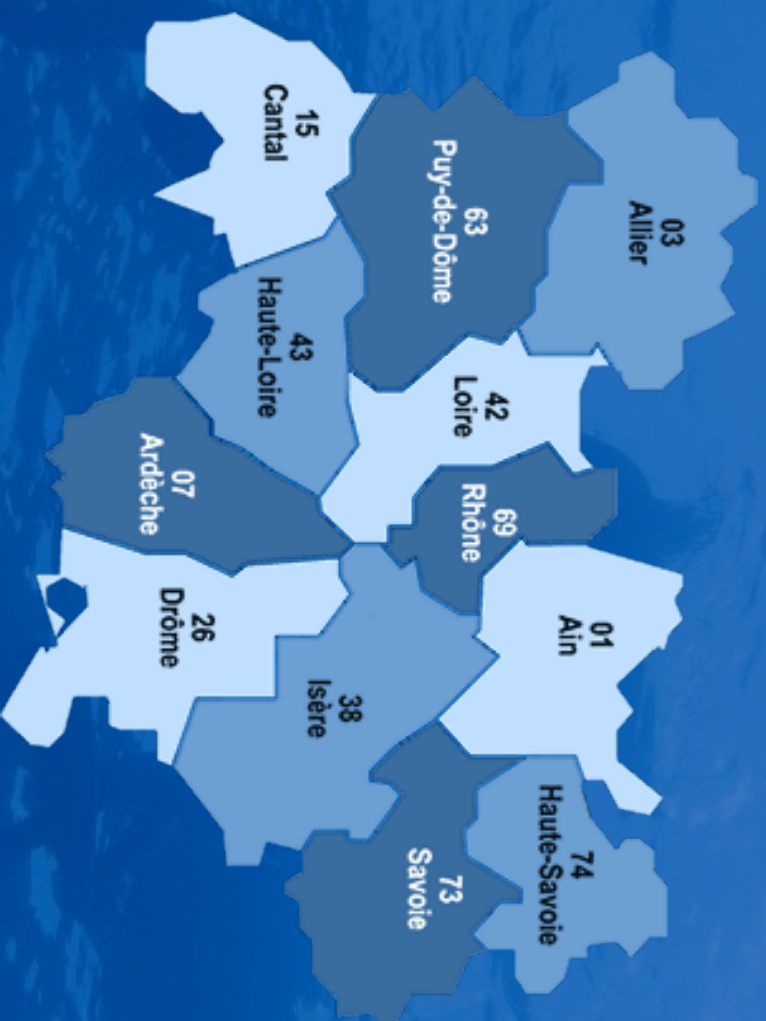 03
Allier
63
Puy-de-Dôme
15
Cantal
42
Loire
43
Haute-Loire
69
Rhône
07
Ardèche
01
Ain
26
Drôme
38
Isère
74
Haute-Savoie
73
Savoie